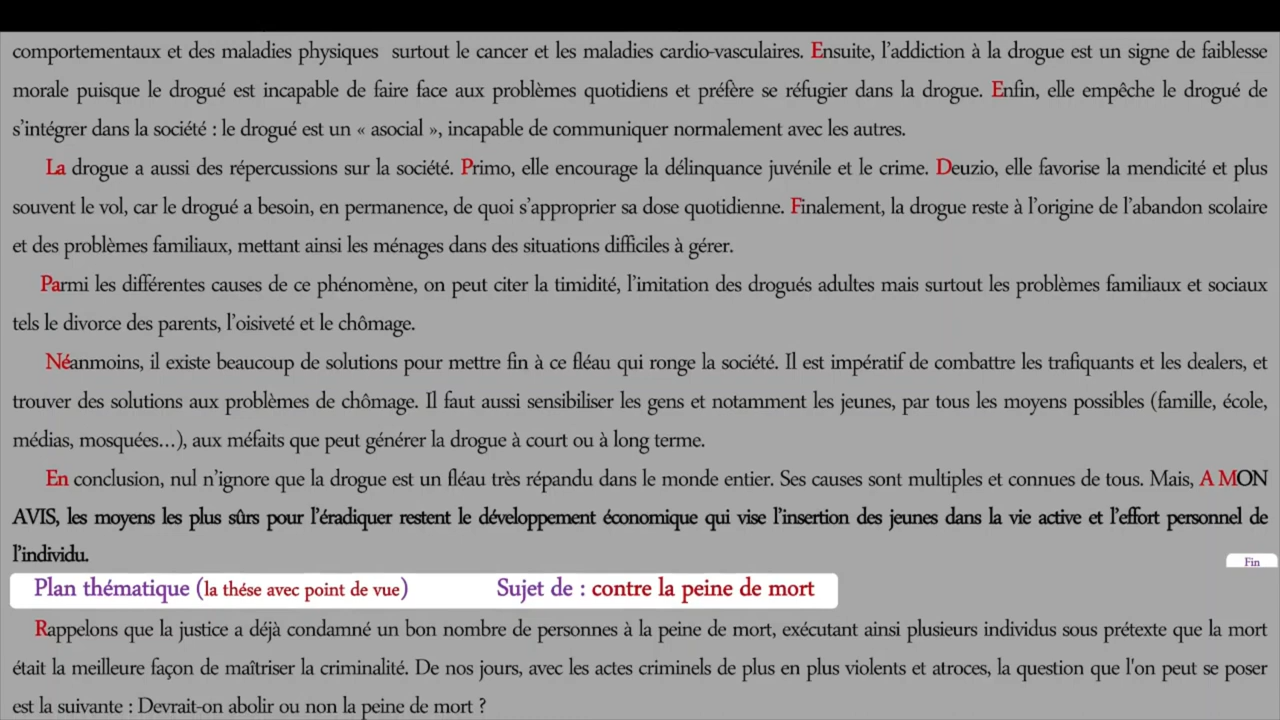 comportementaux et des maladies physiques surtout le cancer et les maladies cardio-vasculaires. Ensuite, l'addiction à la drogue est un signe de faiblesse
morale puisque le drogué est incapable de faire face aux problèmes quotidiens et préfère se réfugier dans la drogue. Enfin, elle empêche le drogué de
s'intégrer dans la société : le drogué est un « asocial », incapable de communiquer normalement avec les autres.
La drogue a aussi des répercussions sur la société. Primo, elle encourage la délinquance juvénile et le crime. Deuzio, elle favorise la mendicité et plus
souvent le vol, car le drogué a besoin, en permanence, de quoi s'approprier sa dose quotidienne. Finalement, la drogue reste à l'origine de l'abandon scolaire
et des problèmes familiaux, mettant ainsi les ménages dans des situations difficiles à gérer.
Parmi les différentes causes de ce phénomène, on peut citer la timidité, l'imitation des drogués adultes mais surtout les problèmes familiaux et sociaux
tels le divorce des parents, l'oisiveté et le chômage.
Néanmoins, il existe beaucoup de solutions pour mettre fin à ce fléau qui ronge la société. Il est impératif de combattre les trafiquants et les dealers, et
trouver des solutions aux problèmes de chômage. Il faut aussi sensibiliser les gens et notamment les jeunes, par tous les moyens possibles (famille, école,
médias, mosquées...), aux méfaits que peut générer la drogue à court ou à long terme.
En conclusion, nul n'ignore que la drogue est un fléau très répandu dans le monde entier. Ses causes sont multiples et connues de tous. Mais, A MON
AVIS, les moyens les plus sûrs pour l'éradiquer restent le développement économique qui vise l'insertion des jeunes dans la vie active et l'effort personnel de
l'individu.
Fin
Plan thématique (la thése avec point de vue) Sujet de : contre la peine de mort
Rappelons que la justice a déjà condamné un bon nombre de personnes à la peine de mort, exécutant ainsi plusieurs individus sous prétexte que la mort
était la meilleure façon de maîtriser la criminalité. De nos jours, avec les actes criminels de plus en plus violents et atroces, la question que l'on peut se poser
est la suivante : Devrait-on abolir ou non la peine de mort ?